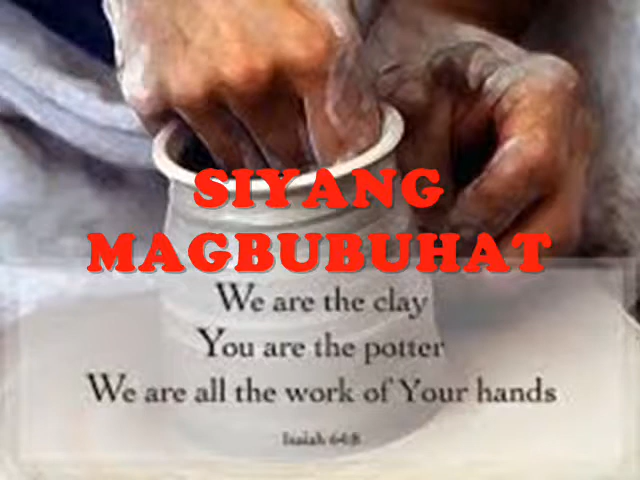 SIYANG
MAGBUBUHAT
We are the clay
You are the potter
We are all the work of Your hands
Isaiah 64:8